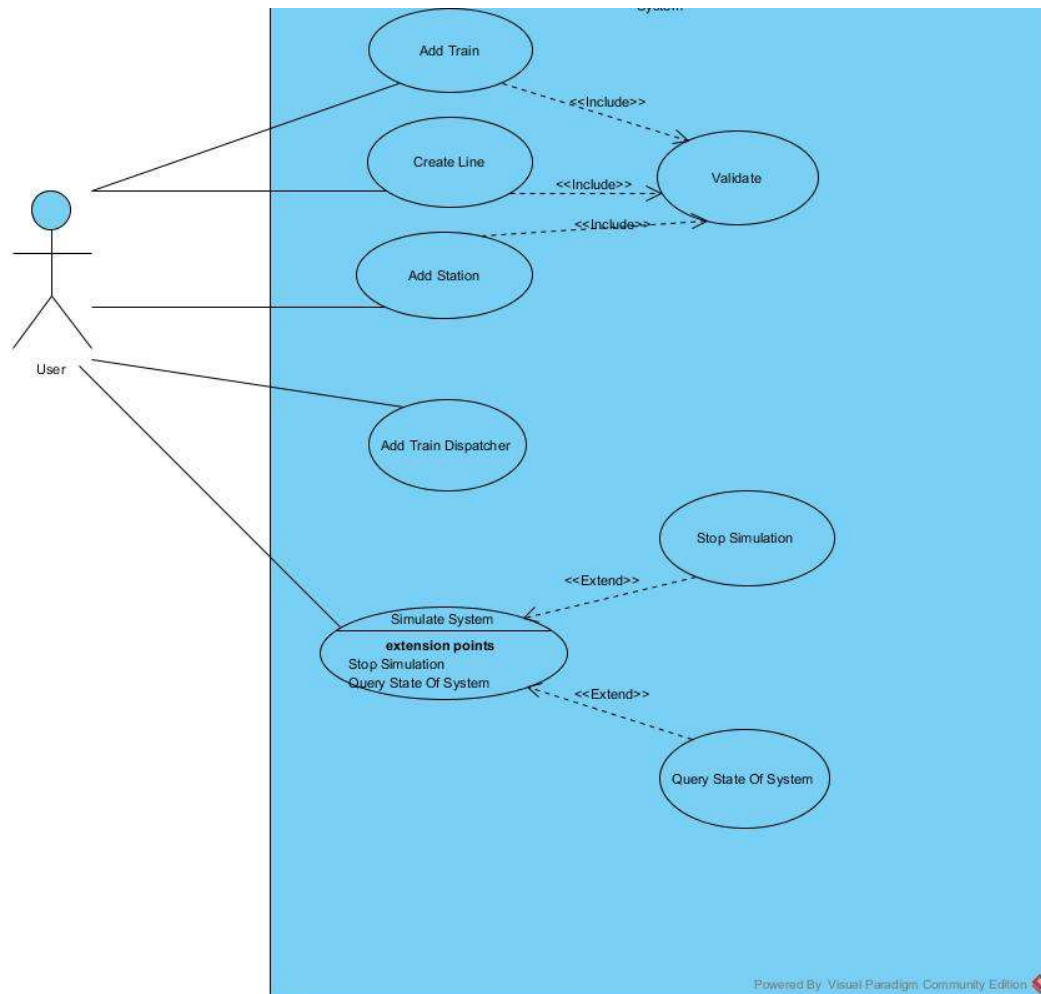 System
Add Train
<<Include>>
Create Line
<<Include>>
Validate
<<Include>>
Add Station
User
Add Train Dispatcher
Stop Simulation
<<Extend>>
Simulate System
extension points
Stop Simulation
Query State Of System
<<Extend>>
Query State Of System
Powered By Visual Paradigm Community Edition